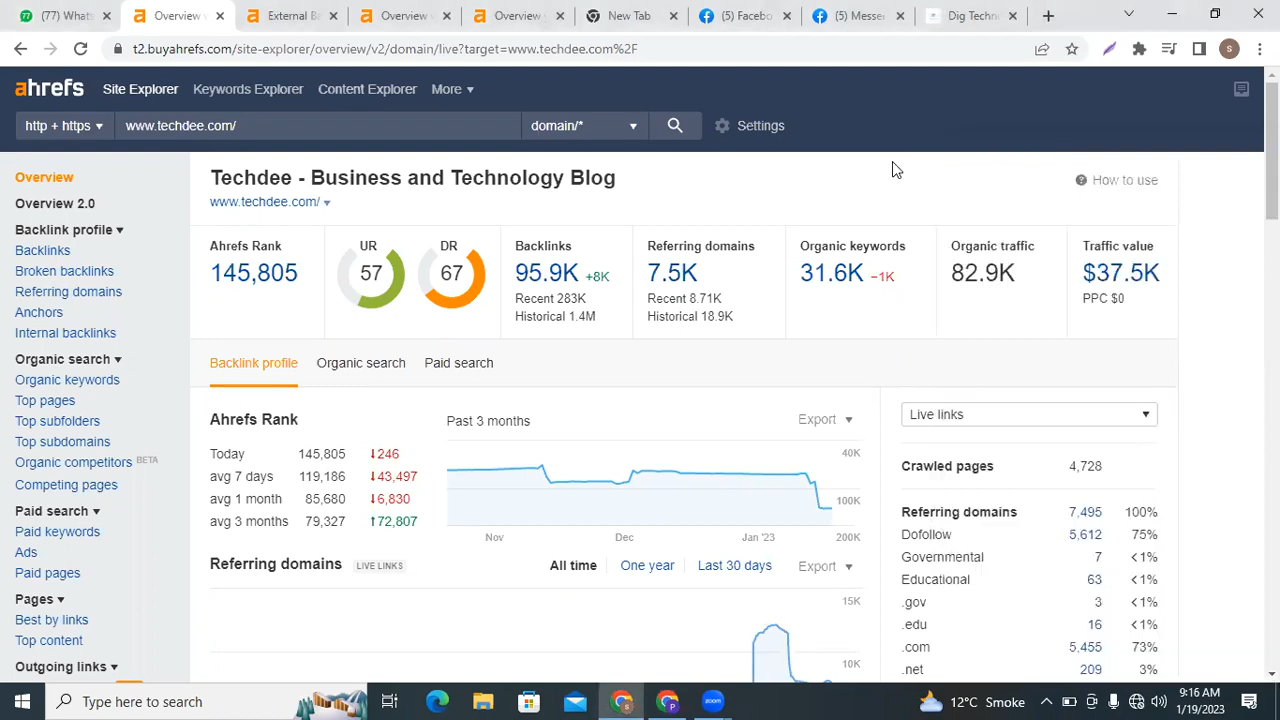 (77) Whats
Overview v
External Ba
Overview
Overview
New Tab
(5) Facebo
(5) Messe
Dig Techno
t2.buyahrefs.com/site-explorer/overview/v2/domain/live?target=www.techdee.com%2F
S
ahrefs Site Explorer Keywords Explorer Content Explorer More
http + https www.techdee.com/ domain/* Settings
Overview
Overview 2.0
Backlink profile
Backlinks
Broken backlinks
Referring domains
Anchors
Internal backlinks
Organic search
Organic keywords
Top pages
Top subfolders
Top subdomains
Organic competitors BETA
Competing pages
Paid search
Paid keywords
Ads
Paid pages
Pages
Best by links
Top content
Outgoing links
Techdee - Business and Technology Blog
www.techdee.com/
How to use
Ahrefs Rank
145,805
UR
57
DR
67
Backlinks
95.9K +8K
Recent 283K
Historical 1.4M
Referring domains
7.5K
Recent 8.71K
Historical 18.9K
Organic keywords
31.6K −1K
Organic traffic
82.9K
Traffic value
$37.5K
PPC $0
Backlink profile Organic search Paid search
Ahrefs Rank
Today 145,805 ↓246
avg 7 days 119,186 ↓43,497
avg 1 month 85,680 ↓6,830
avg 3 months 79,327 ↑72,807
Past 3 months Export
40K
100K
200K
Nov Dec Jan '23
Referring domains LIVE LINKS All time One year Last 30 days Export
15K
10K
Live links
Crawled pages 4,728
Referring domains 7,495 100%
Dofollow 5,612 75%
Governmental 7 <1%
Educational 63 <1%
.gov 3 <1%
.edu 16 <1%
.com 5,455 73%
.net 209 3%
Type here to search
12°C Smoke
9:16 AM
1/19/2023